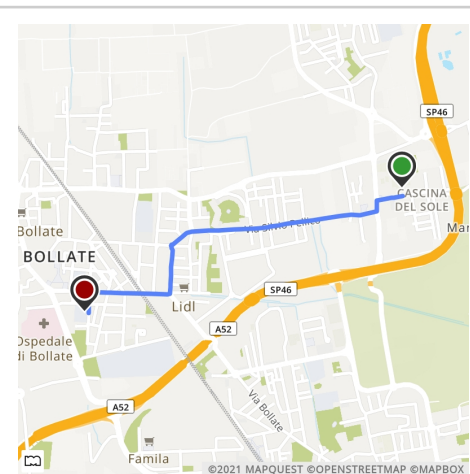 SP46
CASCINA
DEL SOLE
Mar
Via Silvio Pellico
Bollate
BOLLATE
SP46
Lidl
A52
Ospedale
di Bollate
Via Bollate
A52
Famila
©2021 MAPQUEST ©OPENSTREETMAP ©MAPBOX